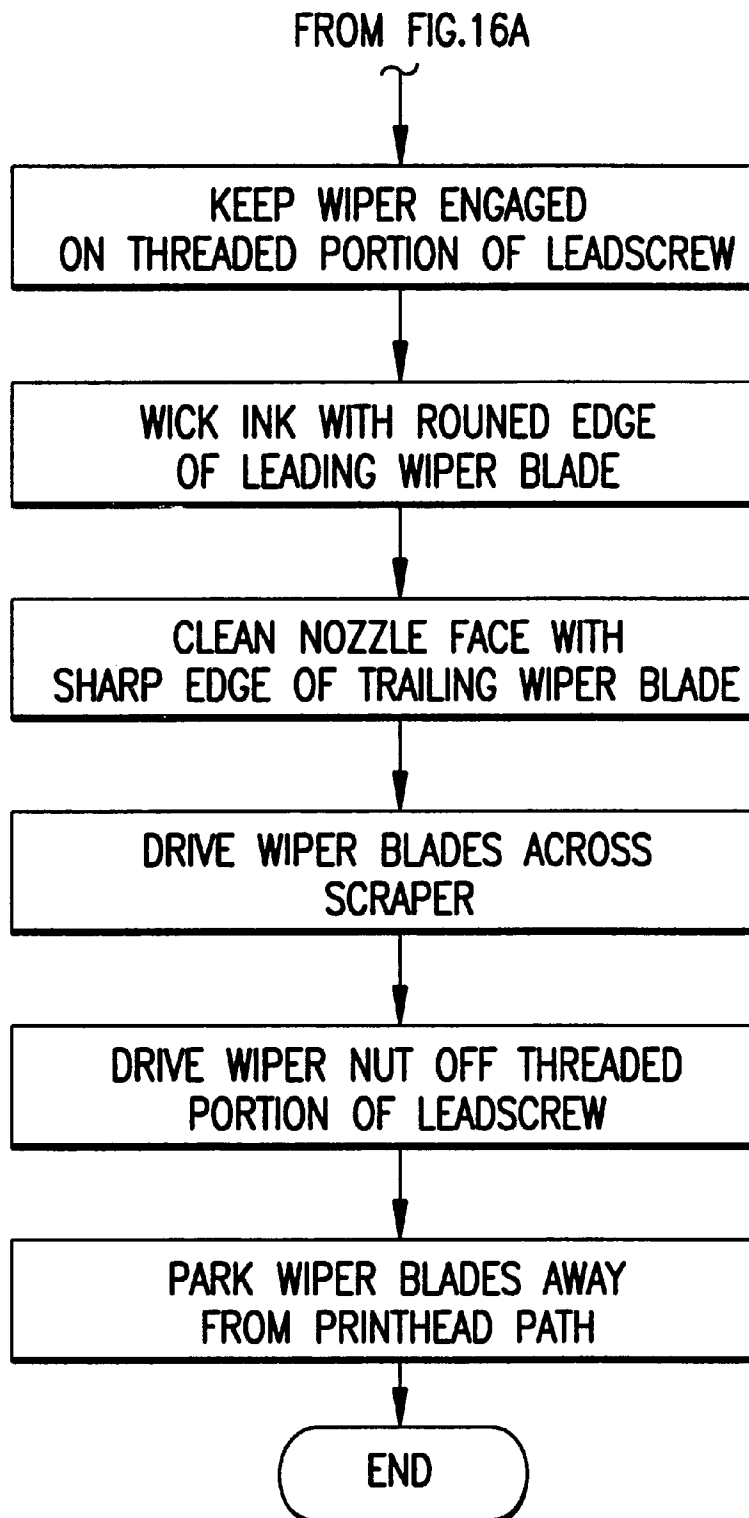 FROM FIG.16A
KEEP WIPER ENGAGED
ON THREADED PORTION OF LEADSCREW
WICK INK WITH ROUNED EDGE
OF LEADING WIPER BLADE
CLEAN NOZZLE FACE WITH
SHARP EDGE OF TRAILING WIPER BLADE
DRIVE WIPER BLADES ACROSS
SCRAPER
DRIVE WIPER NUT OFF THREADED
PORTION OF LEADSCREW
PARK WIPER BLADES AWAY
FROM PRINTHEAD PATH
END